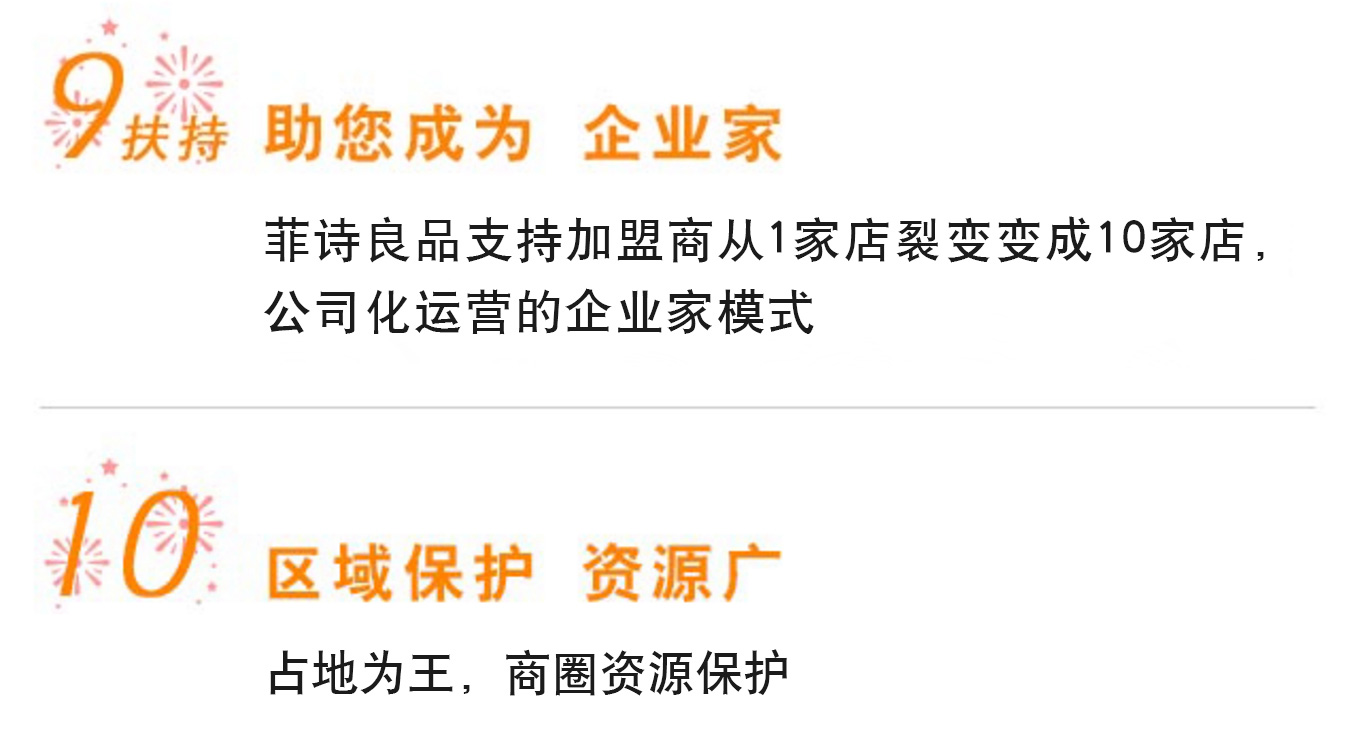 9扶持 助您成为 企业家
菲诗良品支持加盟商从1家店裂变变成10家店,
公司化运营的企业家模式
10 区域保护 资源广
占地为王, 商圈资源保护